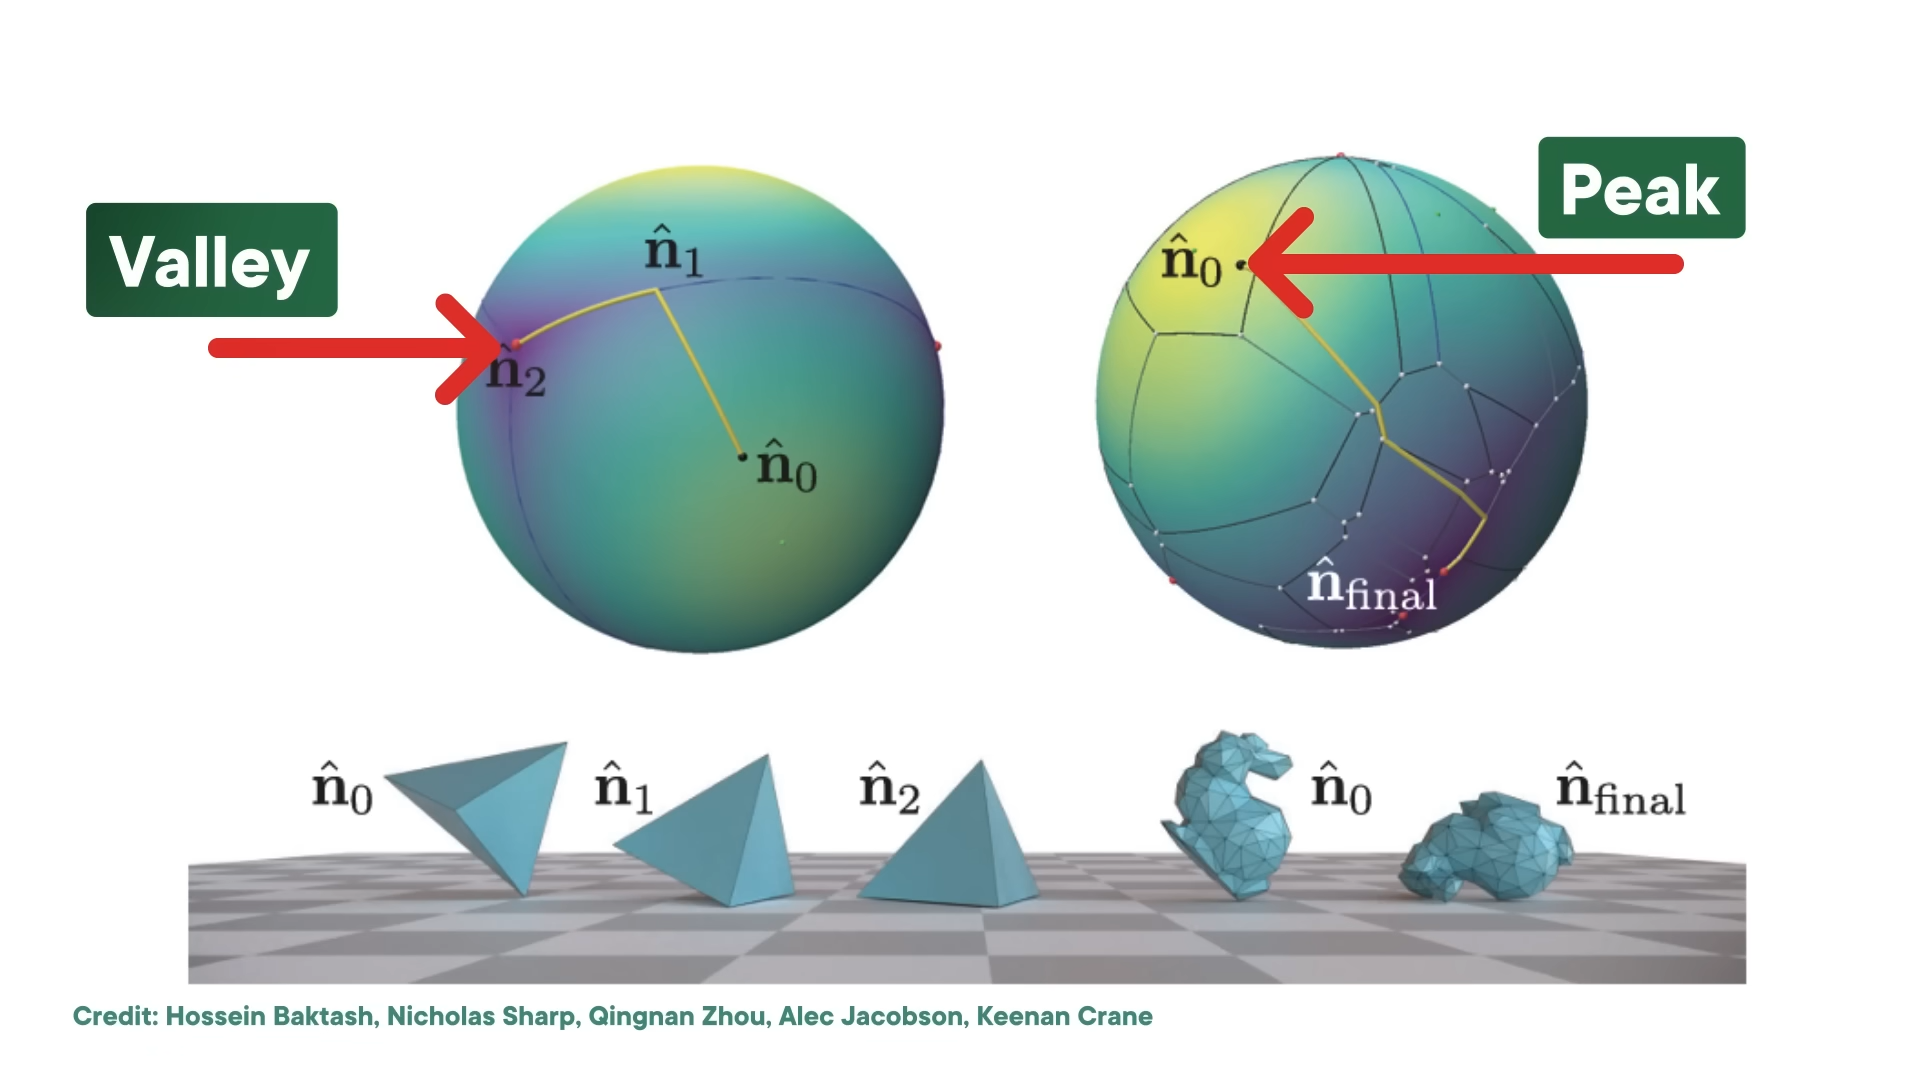 Peak
Valley
n̂₁
n̂₀
n̂₂
n̂₀
n̂final
n̂₀
n̂₁
n̂₂
n̂₀
n̂final
Credit: Hossein Baktash, Nicholas Sharp, Qingnan Zhou, Alec Jacobson, Keenan Crane